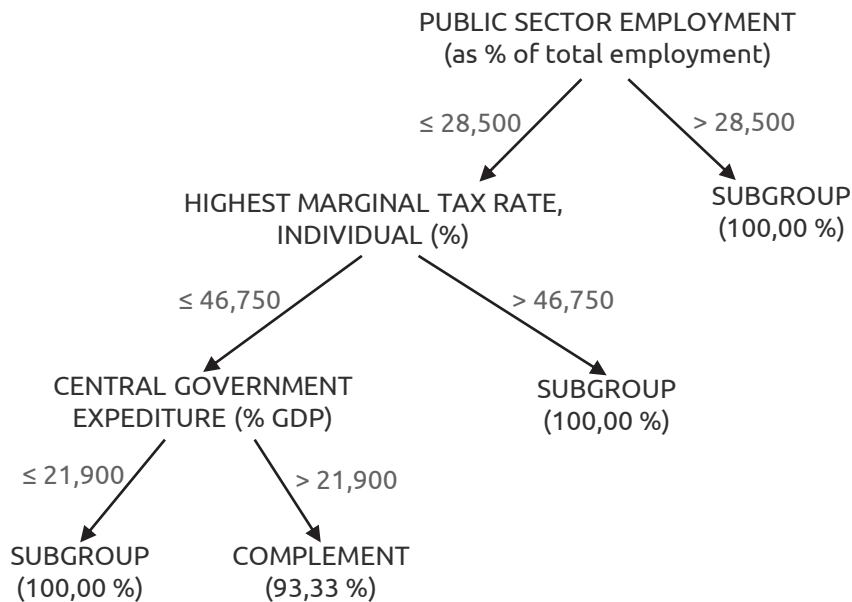 PUBLIC SECTOR EMPLOYMENT
(as % of total employment)
≤ 28,500
> 28,500
HIGHEST MARGINAL TAX RATE,
INDIVIDUAL (%)
SUBGROUP
(100,00 %)
≤ 46,750
> 46,750
CENTRAL GOVERNMENT
EXPEDITURE (% GDP)
SUBGROUP
(100,00 %)
≤ 21,900
> 21,900
SUBGROUP
(100,00 %)
COMPLEMENT
(93,33 %)